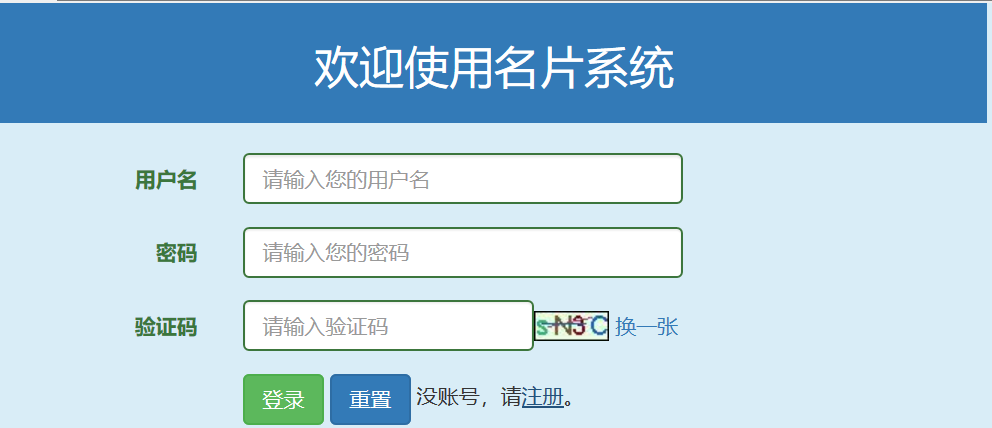 欢迎使用名片系统
用户名 请输入您的用户名
密码 请输入您的密码
验证码 请输入验证码 sN3C 换一张
登录 重置 没账号，请注册。